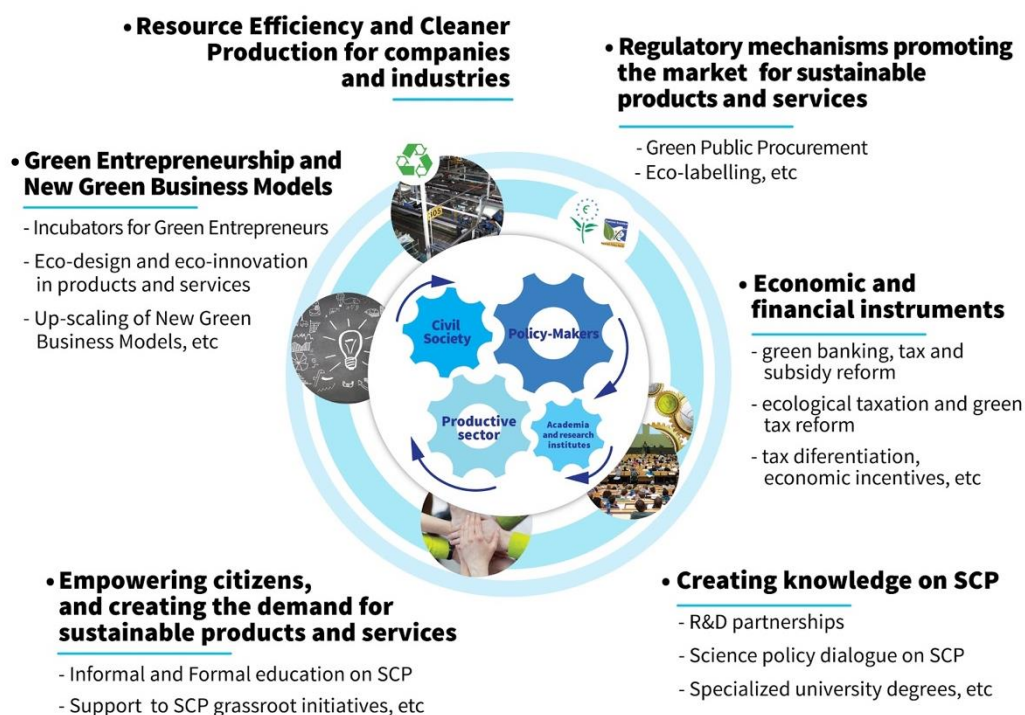 • Resource Efficiency and Cleaner
Production for companies
and industries
• Regulatory mechanisms promoting
the market for sustainable
products and services
- Green Public Procurement
- Eco-labelling, etc
• Green Entrepreneurship and
New Green Business Models
- Incubators for Green Entrepreneurs
- Eco-design and eco-innovation
in products and services
- Up-scaling of New Green
Business Models, etc
• Economic and
financial instruments
- green banking, tax and
subsidy reform
- ecological taxation and green
tax reform
- tax diferentiation,
economic incentives, etc
Civil
Society
Policy-Makers
Productive
sector
Academia
and research
institutes
• Empowering citizens,
and creating the demand for
sustainable products and services
- Informal and Formal education on SCP
- Support to SCP grassroot initiatives, etc
• Creating knowledge on SCP
- R&D partnerships
- Science policy dialogue on SCP
- Specialized university degrees, etc